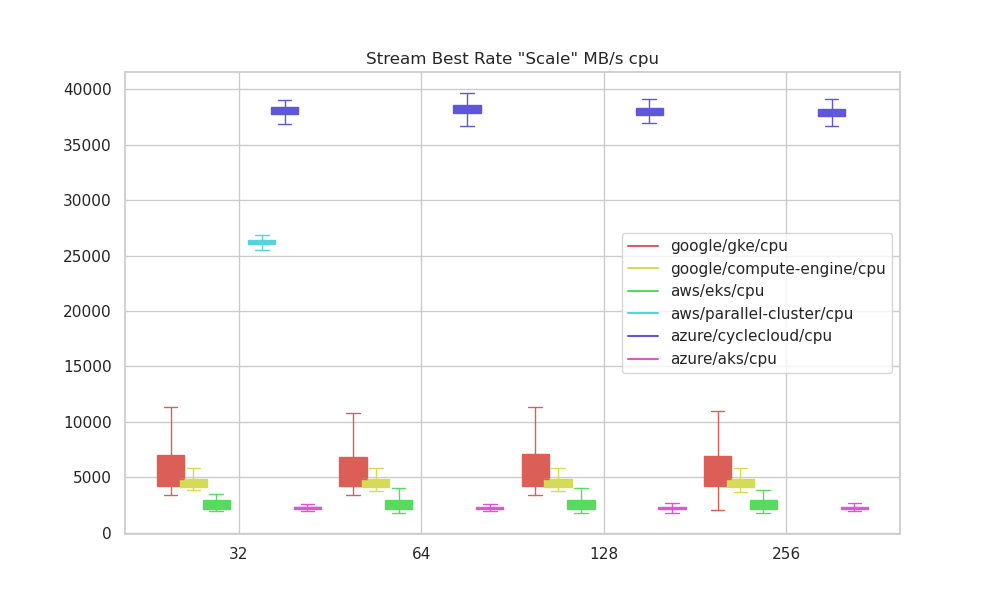 Stream Best Rate "Scale" MB/s cpu
40000
35000
30000
25000
20000
15000
10000
5000
0
google/gke/cpu
google/compute-engine/cpu
aws/eks/cpu
aws/parallel-cluster/cpu
azure/cyclecloud/cpu
azure/aks/cpu
32
64
128
256